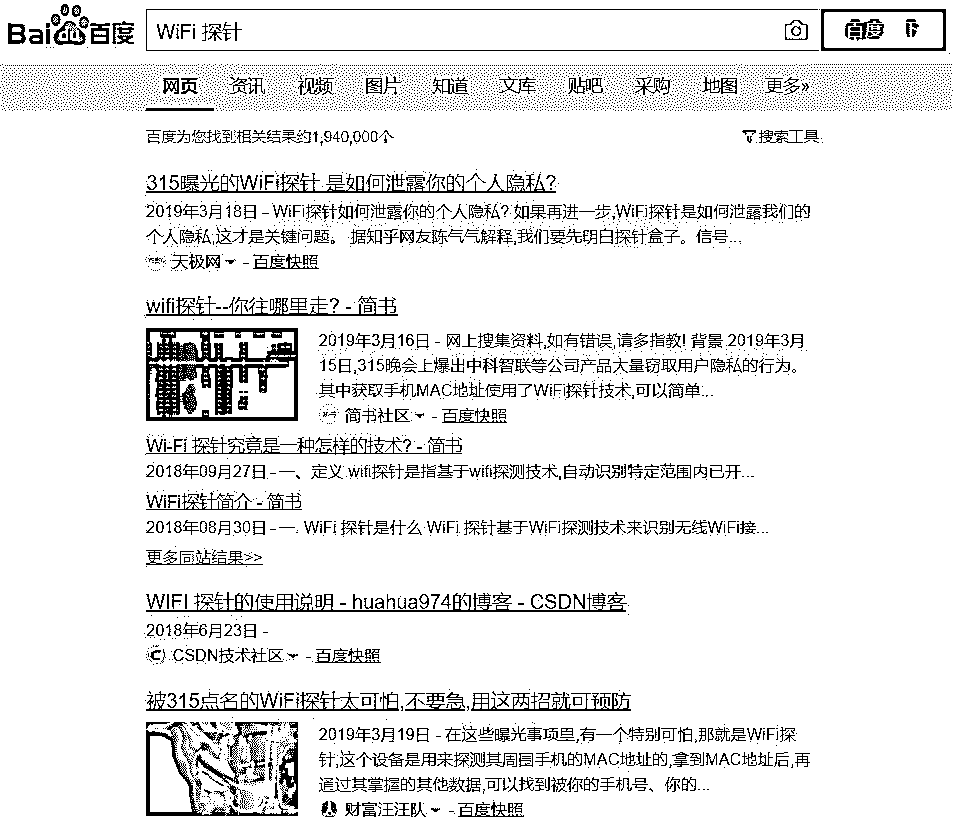 Bai百度
WiFi 探针
网页 资讯 视频 图片 知道 文库 贴吧 采购 地图 更多»
百度为您找到相关结果约1,940,000个 搜索工具
315曝光的WiFi探针 是如何泄露你的个人隐私?
2019年3月18日 - WiFi探针如何泄露你的个人隐私? 如果再进一步,WiFi探针是如何泄露我们的
个人隐私,这才是关键问题。 据知乎网友陈气气解释,我们要先明白探针盒子。信号...
天极网 - 百度快照
wifi探针--你往哪里走? - 简书
2019年3月16日 - 网上搜集资料,如有错误,请多指教! 背景 2019年3月
15日,315晚会上爆出中科智联等公司产品大量窃取用户隐私的行为。
其中获取手机MAC地址使用了WiFi探针技术,可以简单...
简书社区 - 百度快照
Wi-Fi 探针究竟是一种怎样的技术? - 简书
2018年09月27日 - 一、定义 wifi探针是指基于wifi探测技术,自动识别特定范围内已开...
WiFi探针简介 - 简书
2018年08月30日 - 一. WiFi 探针是什么 WiFi 探针基于WiFi探测技术来识别无线WiFi接...
更多同站结果>>
WIFI 探针的使用说明 - huahua974的博客 - CSDN博客
2018年6月23日 -
CSDN技术社区 - 百度快照
被315点名的WiFi探针太可怕,不要急,用这两招就可预防
2019年3月19日 - 在这些曝光事项里,有一个特别可怕,那就是WiFi探
针,这个设备是用来探测其周围手机的MAC地址的,拿到MAC地址后,再
通过其掌握的其他数据,可以找到被你的手机号、你的...
财富汪汪队 - 百度快照